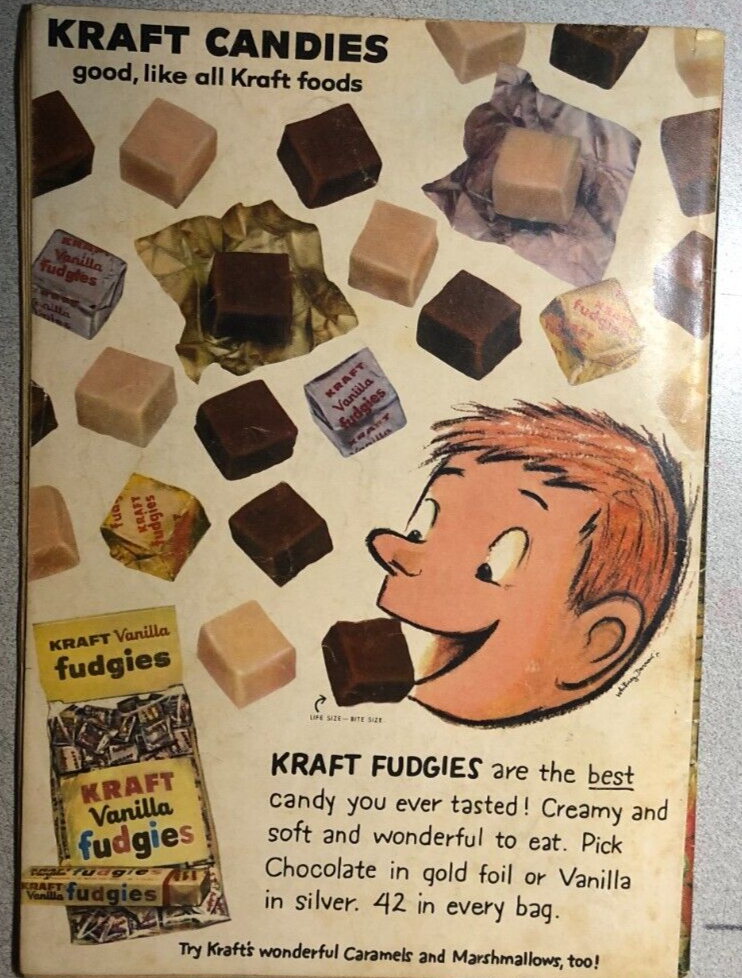 KRAFT CANDIES
good, like all Kraft foods
KRAFT
Vanilla
fudgies
KRAFT
Vanilla
fudgies
KRAFT
KRAFT
fudgies
KRAFT Vanilla
fudgies
KRAFT
Vanilla
fudgies
KRAFT
Vanilla
fudgies
LIFE SIZE—BITE SIZE
KRAFT FUDGIES are the best
candy you ever tasted! Creamy and
soft and wonderful to eat. Pick
Chocolate in gold foil or Vanilla
in silver. 42 in every bag.
Try Kraft's wonderful Caramels and Marshmallows, too!